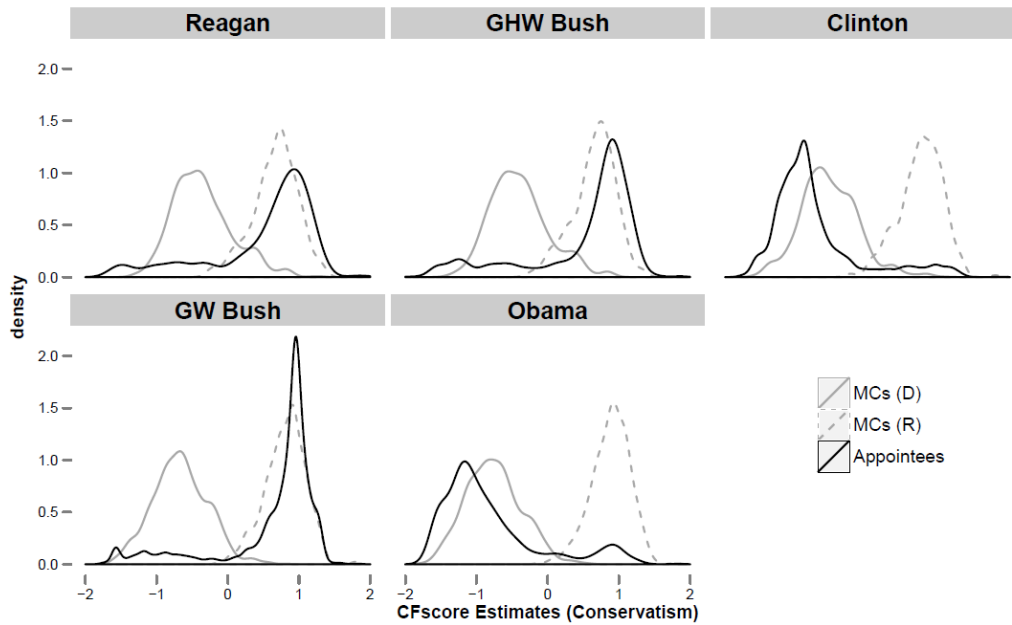 Reagan GHW Bush Clinton
density
2.0
1.5
1.0
0.5
0.0
GW Bush Obama
2.0
1.5
1.0
0.5
0.0
MCs (D)
MCs (R)
Appointees
−2 −1 0 1 2 −2 −1 0 1 2
CFscore Estimates (Conservatism)